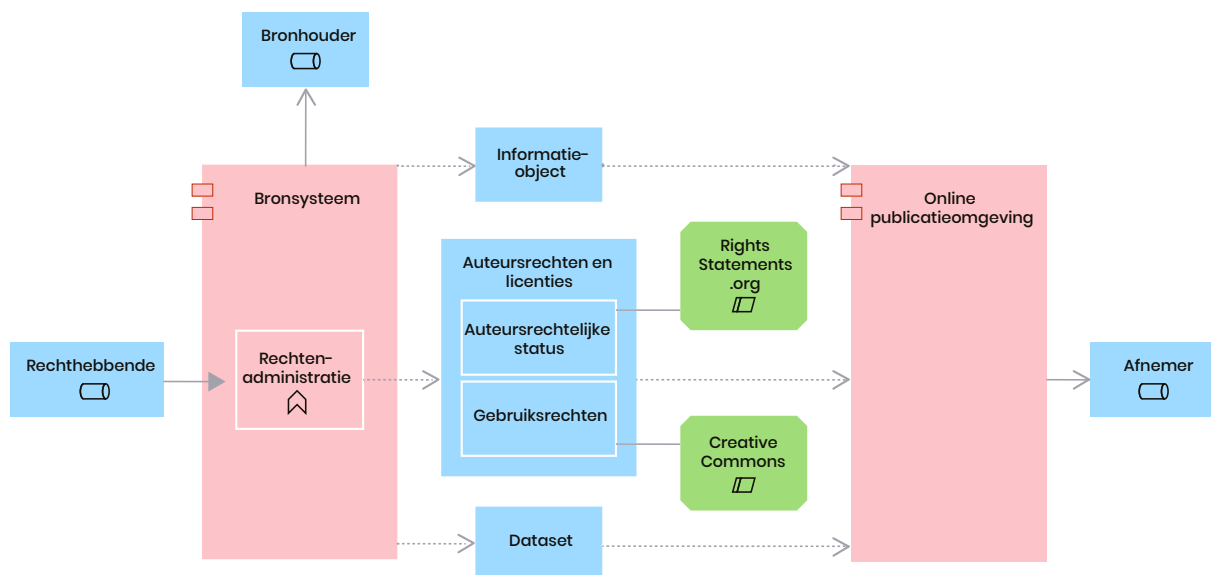 Bronhouder
Informatie-
object
Bronsysteem
Online
publicatieomgeving
Rights
Statements
.org
Auteursrechten en
licenties
Auteursrechtelijke
status
Rechthebbende
Rechten-
administratie
Afnemer
Gebruiksrechten
Creative
Commons
Dataset